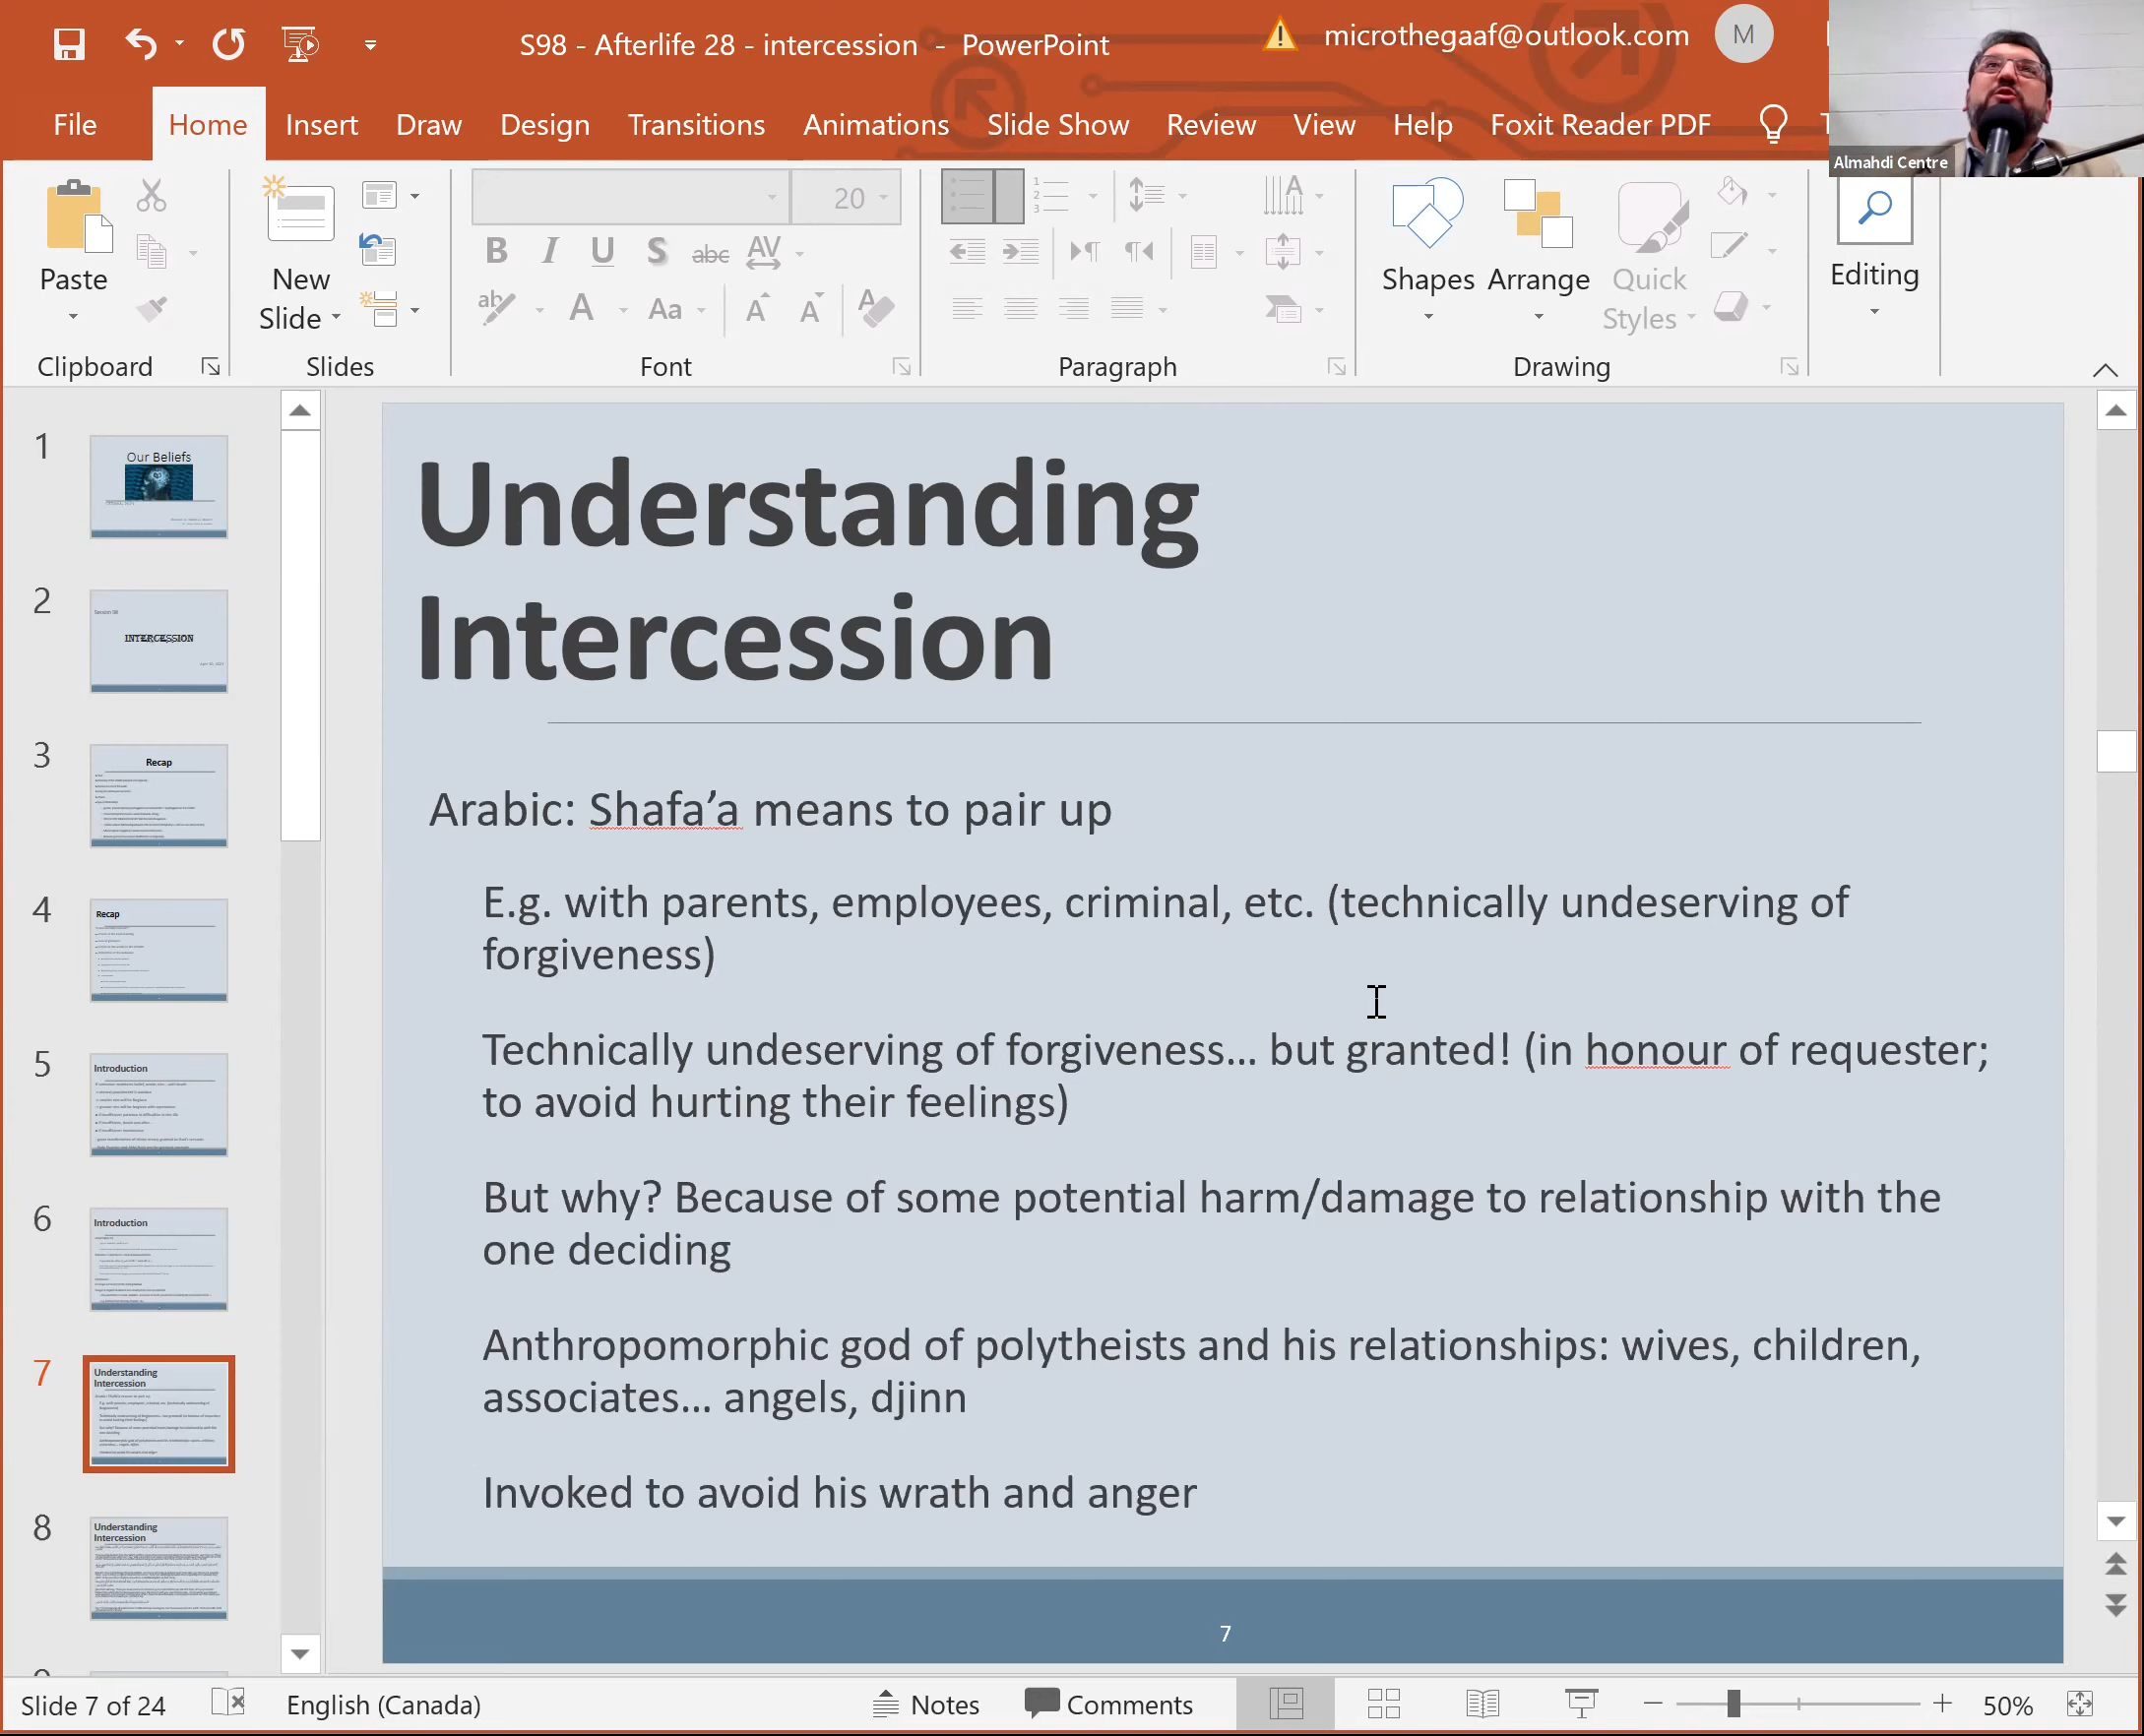 S98 - Afterlife 28 - intercession - PowerPoint
microthegaaf@outlook.com
M
File
Home
Insert
Draw
Design
Transitions
Animations
Slide Show
Review
View
Help
Foxit Reader PDF
Almahdi Centre
Paste
New
Slide
20
B I U S abc AV
Aa
Shapes
Arrange
Quick
Styles
Editing
Clipboard
Slides
Font
Paragraph
Drawing
1
Our Beliefs
2
INTERCESSION
3
Recap
4
Recap
5
Introduction
6
Introduction
7
Understanding
Intercession
8
Understanding
Intercession
Understanding
Intercession
Arabic: Shafa’a means to pair up
E.g. with parents, employees, criminal, etc. (technically undeserving of
forgiveness)
Technically undeserving of forgiveness... but granted! (in honour of requester;
to avoid hurting their feelings)
But why? Because of some potential harm/damage to relationship with the
one deciding
Anthropomorphic god of polytheists and his relationships: wives, children,
associates... angels, djinn
Invoked to avoid his wrath and anger
7
Slide 7 of 24
English (Canada)
Notes
Comments
50%